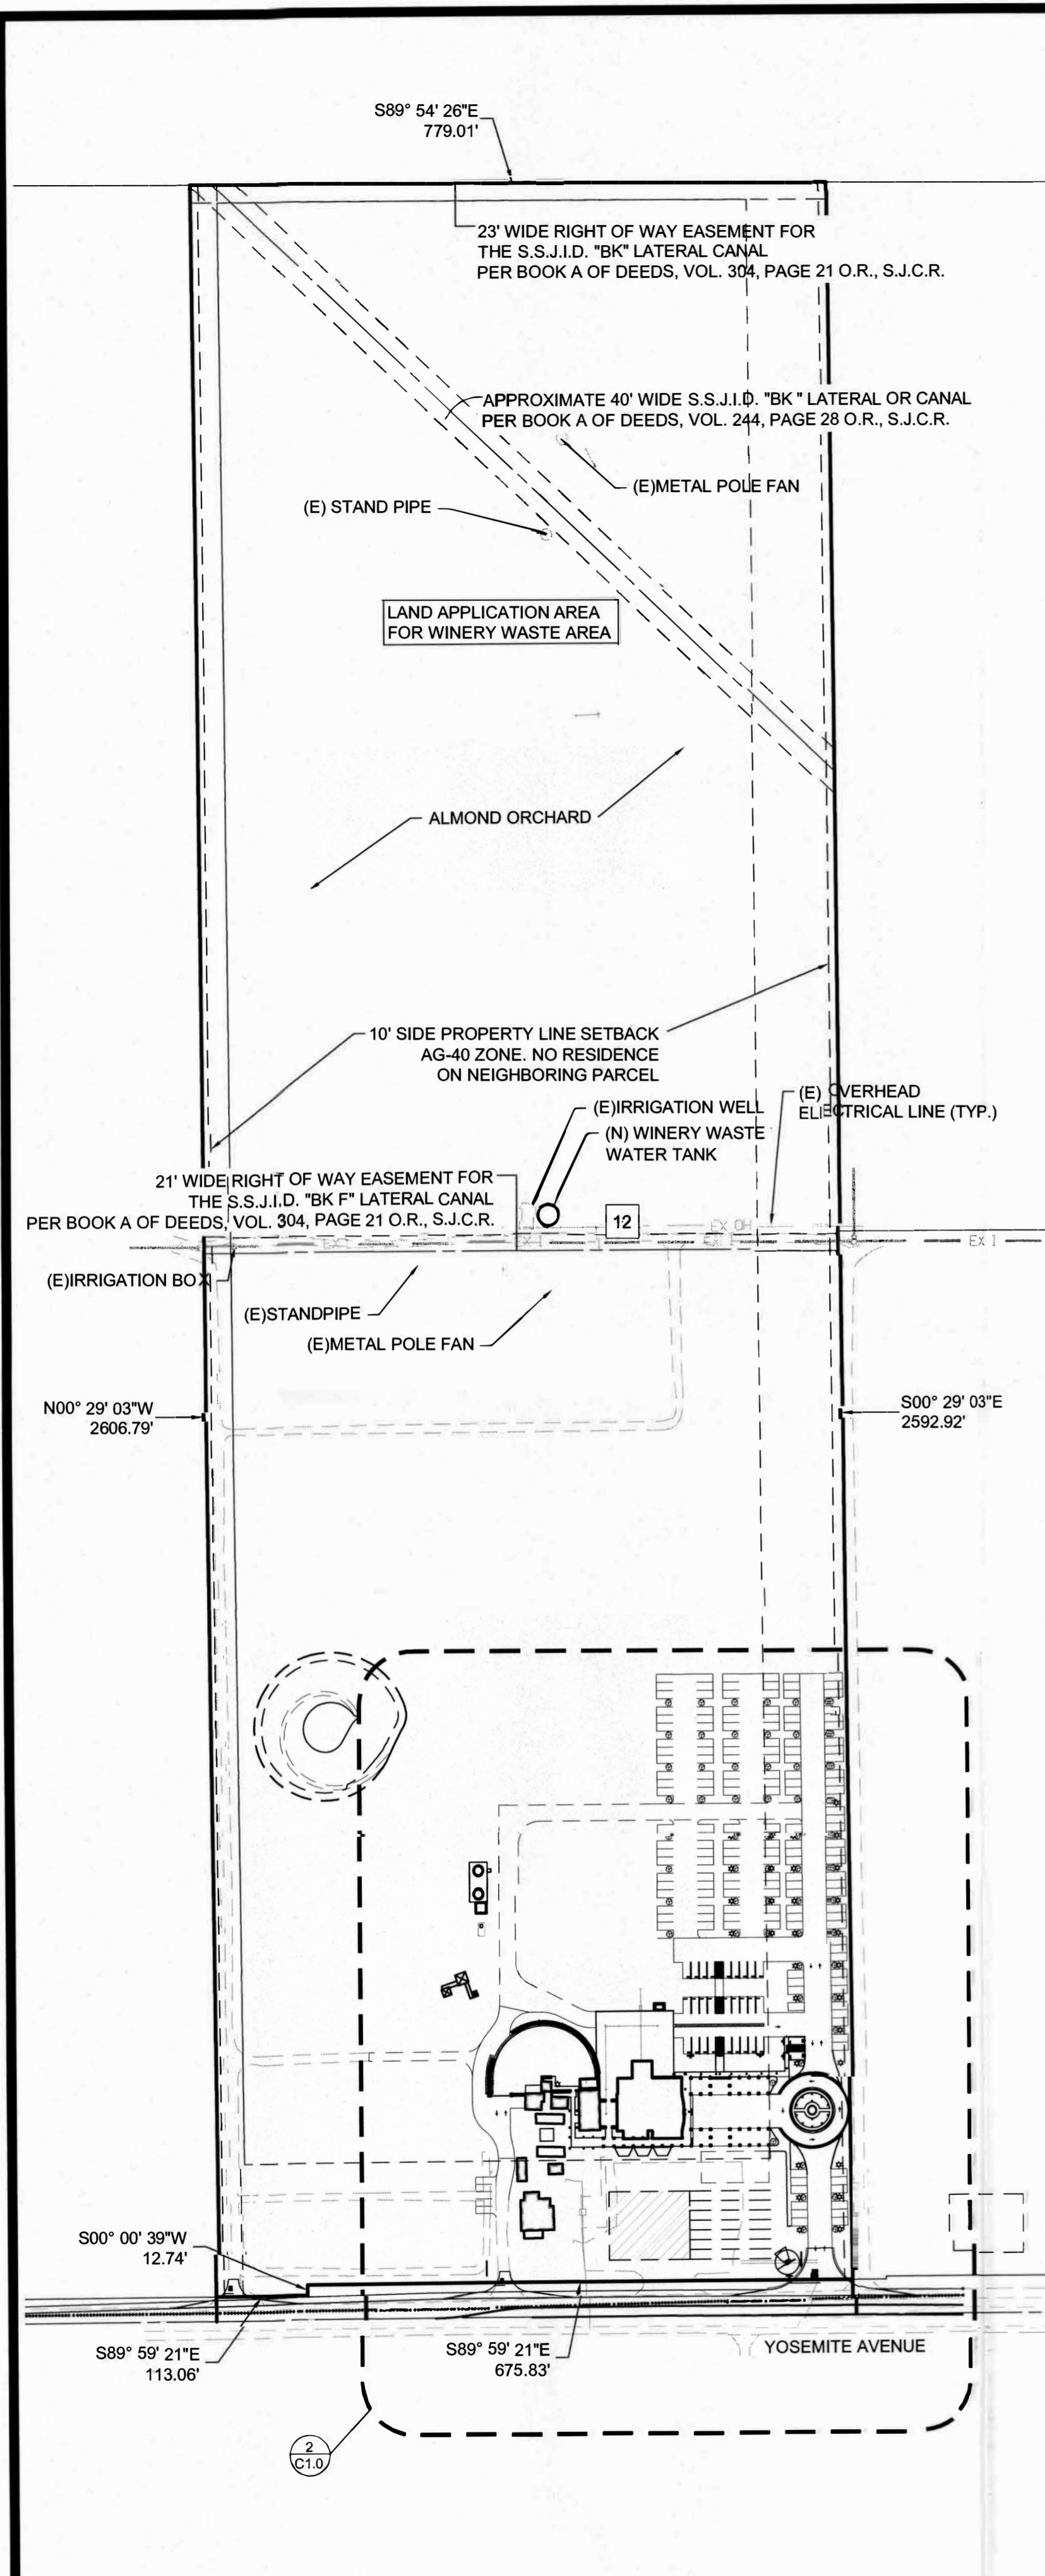 S89° 54' 26"E
779.01'
23' WIDE RIGHT OF WAY EASEMENT FOR
THE S.S.J.I.D. "BK" LATERAL CANAL
PER BOOK A OF DEEDS, VOL. 304, PAGE 21 O.R., S.J.C.R.
APPROXIMATE 40' WIDE S.S.J.I.D. "BK " LATERAL OR CANAL
PER BOOK A OF DEEDS, VOL. 244, PAGE 28 O.R., S.J.C.R.
(E)METAL POLE FAN
(E) STAND PIPE
LAND APPLICATION AREA
FOR WINERY WASTE AREA
ALMOND ORCHARD
10' SIDE PROPERTY LINE SETBACK
AG-40 ZONE. NO RESIDENCE
ON NEIGHBORING PARCEL
(E) OVERHEAD
ELECTRICAL LINE (TYP.)
(E)IRRIGATION WELL
(N) WINERY WASTE
WATER TANK
21' WIDE RIGHT OF WAY EASEMENT FOR
THE S.S.J.I.D. "BK F" LATERAL CANAL
PER BOOK A OF DEEDS, VOL. 304, PAGE 21 O.R., S.J.C.R.
12
EX OH
EX I
EX I
EX I
(E)IRRIGATION BOX
(E)STANDPIPE
(E)METAL POLE FAN
N00° 29' 03"W
2606.79'
S00° 29' 03"E
2592.92'
S00° 00' 39"W
12.74'
S89° 59' 21"E
113.06'
S89° 59' 21"E
675.83'
YOSEMITE AVENUE
2
C1.0